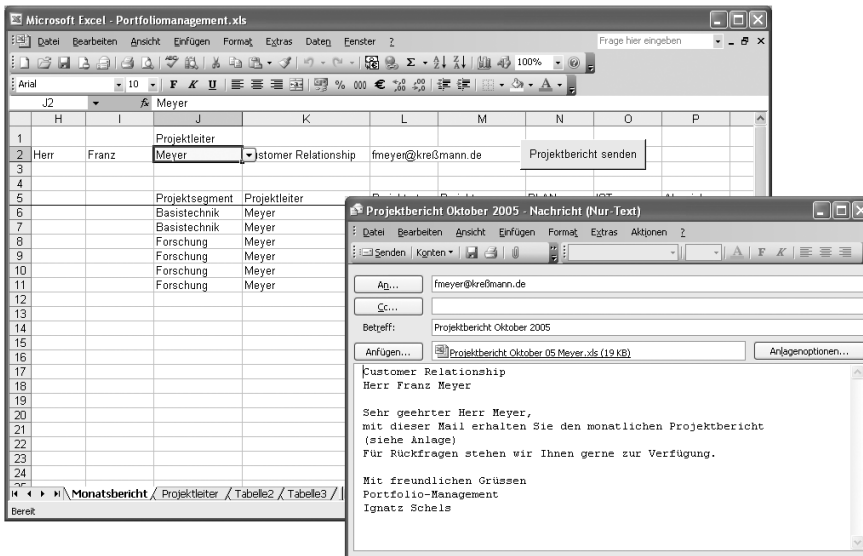 Microsoft Excel - Portfoliomanagement.xls
Datei Bearbeiten Ansicht Einfügen Format Extras Daten Fenster ?
Frage hier eingeben
100%
Arial 10 F K U % 000 €
J2 fx Meyer
H I J K L M N O P
1 Projektleiter
2 Herr Franz Meyer stomer Relationship fmeyer@kreßmann.de Projektbericht senden
3
4
5 Projektsegment Projektleiter
6 Basistechnik Meyer
7 Basistechnik Meyer
8 Forschung Meyer
9 Forschung Meyer
10 Forschung Meyer
11 Forschung Meyer
12
13
14
15
16
17
18
19
20
21
22
23
24
Monatsbericht Projektleiter Tabelle2 Tabelle3
Bereit
Projektbericht Oktober 2005 - Nachricht (Nur-Text)
Datei Bearbeiten Ansicht Einfügen Format Extras Aktionen ?
Senden Konten A F K
An... fmeyer@kreßmann.de
Cc...
Betreff: Projektbericht Oktober 2005
Anfügen... Projektbericht Oktober 05 Meyer.xls (19 KB) Anlagenoptionen...
Customer Relationship
Herr Franz Meyer
Sehr geehrter Herr Meyer,
mit dieser Mail erhalten Sie den monatlichen Projektbericht
(siehe Anlage)
Für Rückfragen stehen wir Ihnen gerne zur Verfügung.
Mit freundlichen Grüssen
Portfolio-Management
Ignatz Schels